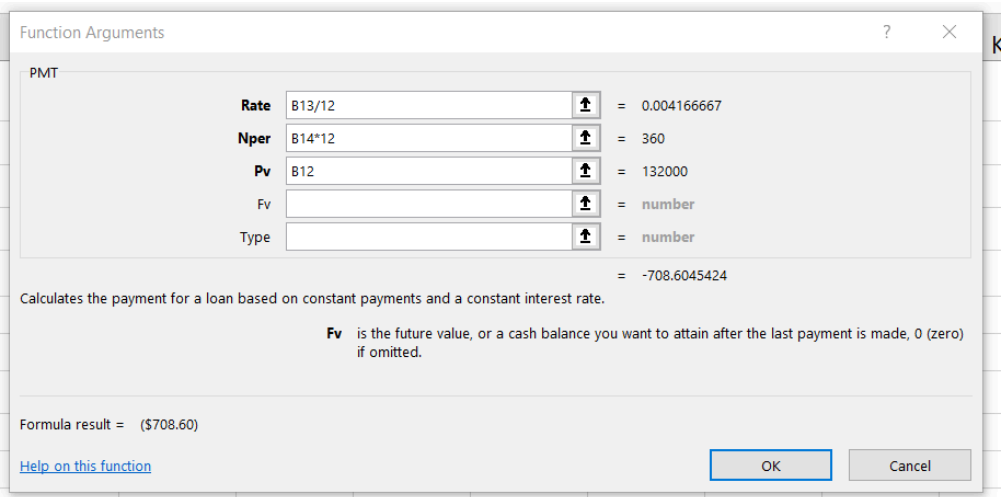 Function Arguments ? ×
PMT
Rate B13/12 = 0.004166667
Nper B14*12 = 360
Pv B12 = 132000
Fv = number
Type = number
= -708.6045424
Calculates the payment for a loan based on constant payments and a constant interest rate.
Fv is the future value, or a cash balance you want to attain after the last payment is made, 0 (zero)
if omitted.
Formula result = ($708.60)
Help on this function OK Cancel
K